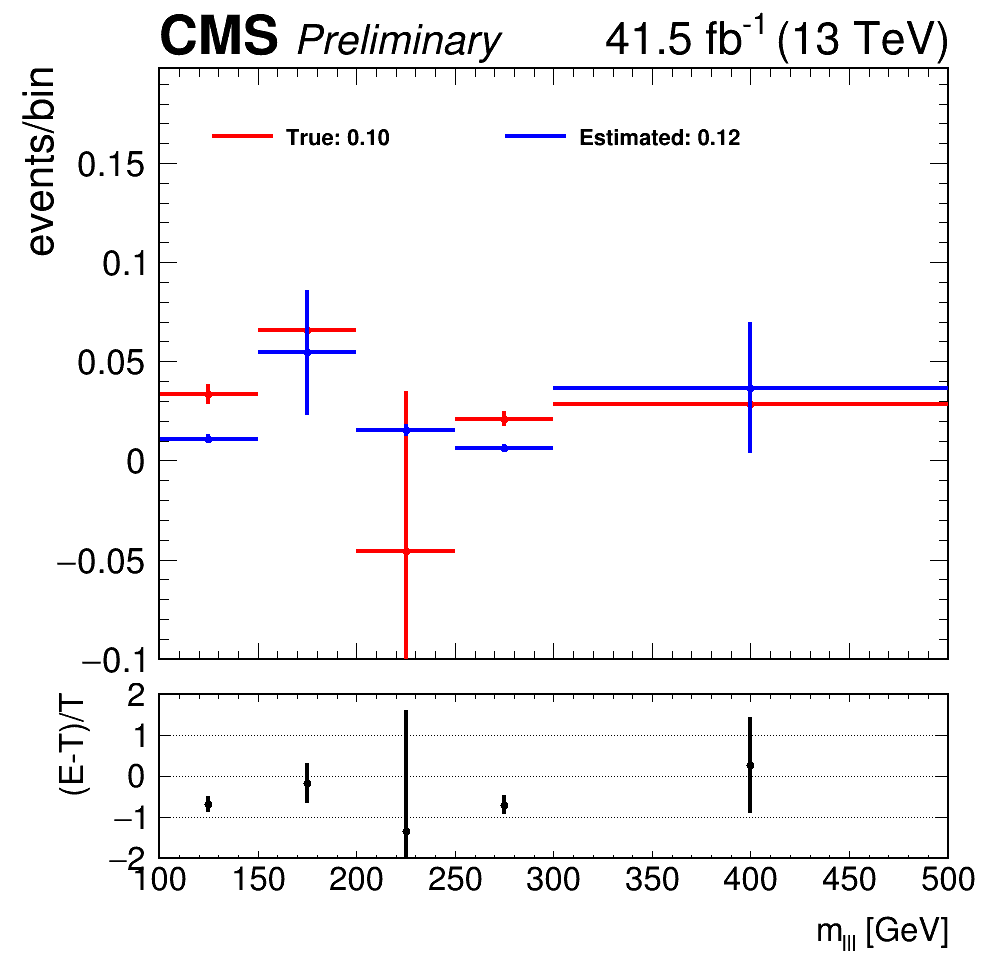 CMS Preliminary 41.5 fb⁻¹ (13 TeV)
events/bin
True: 0.10 Estimated: 0.12
0.15
0.1
0.05
0
−0.05
−0.1
(E-T)/T
2
1
0
−1
−2
100 150 200 250 300 350 400 450 500
m_lll [GeV]